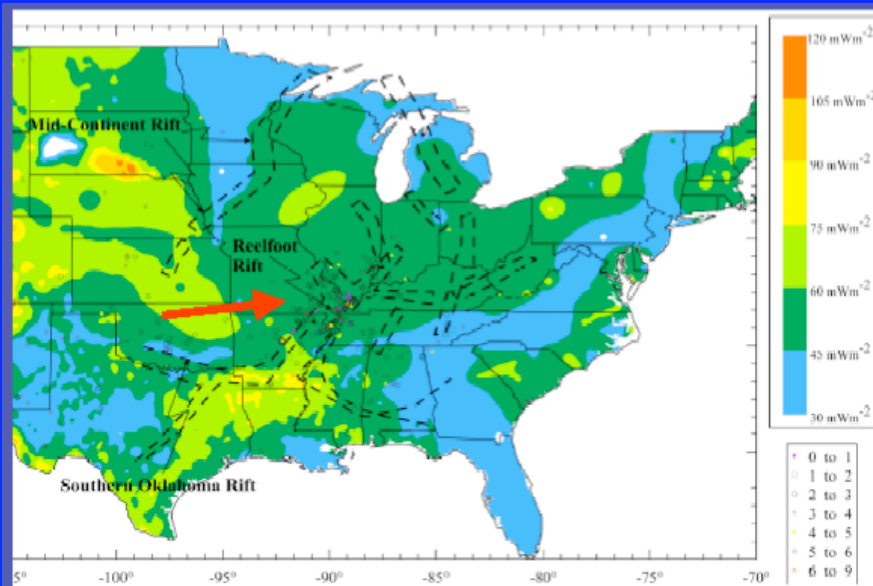 Mid-Continent Rift
Reelfoot
Rift
Southern Oklahoma Rift
-100°
-95°
-90°
-85°
-80°
-75°
-70°
120 mWm-2
105 mWm-2
90 mWm-2
75 mWm-2
60 mWm-2
45 mWm-2
30 mWm-2
0 to 1
1 to 2
2 to 3
3 to 4
4 to 5
5 to 6
6 to 9